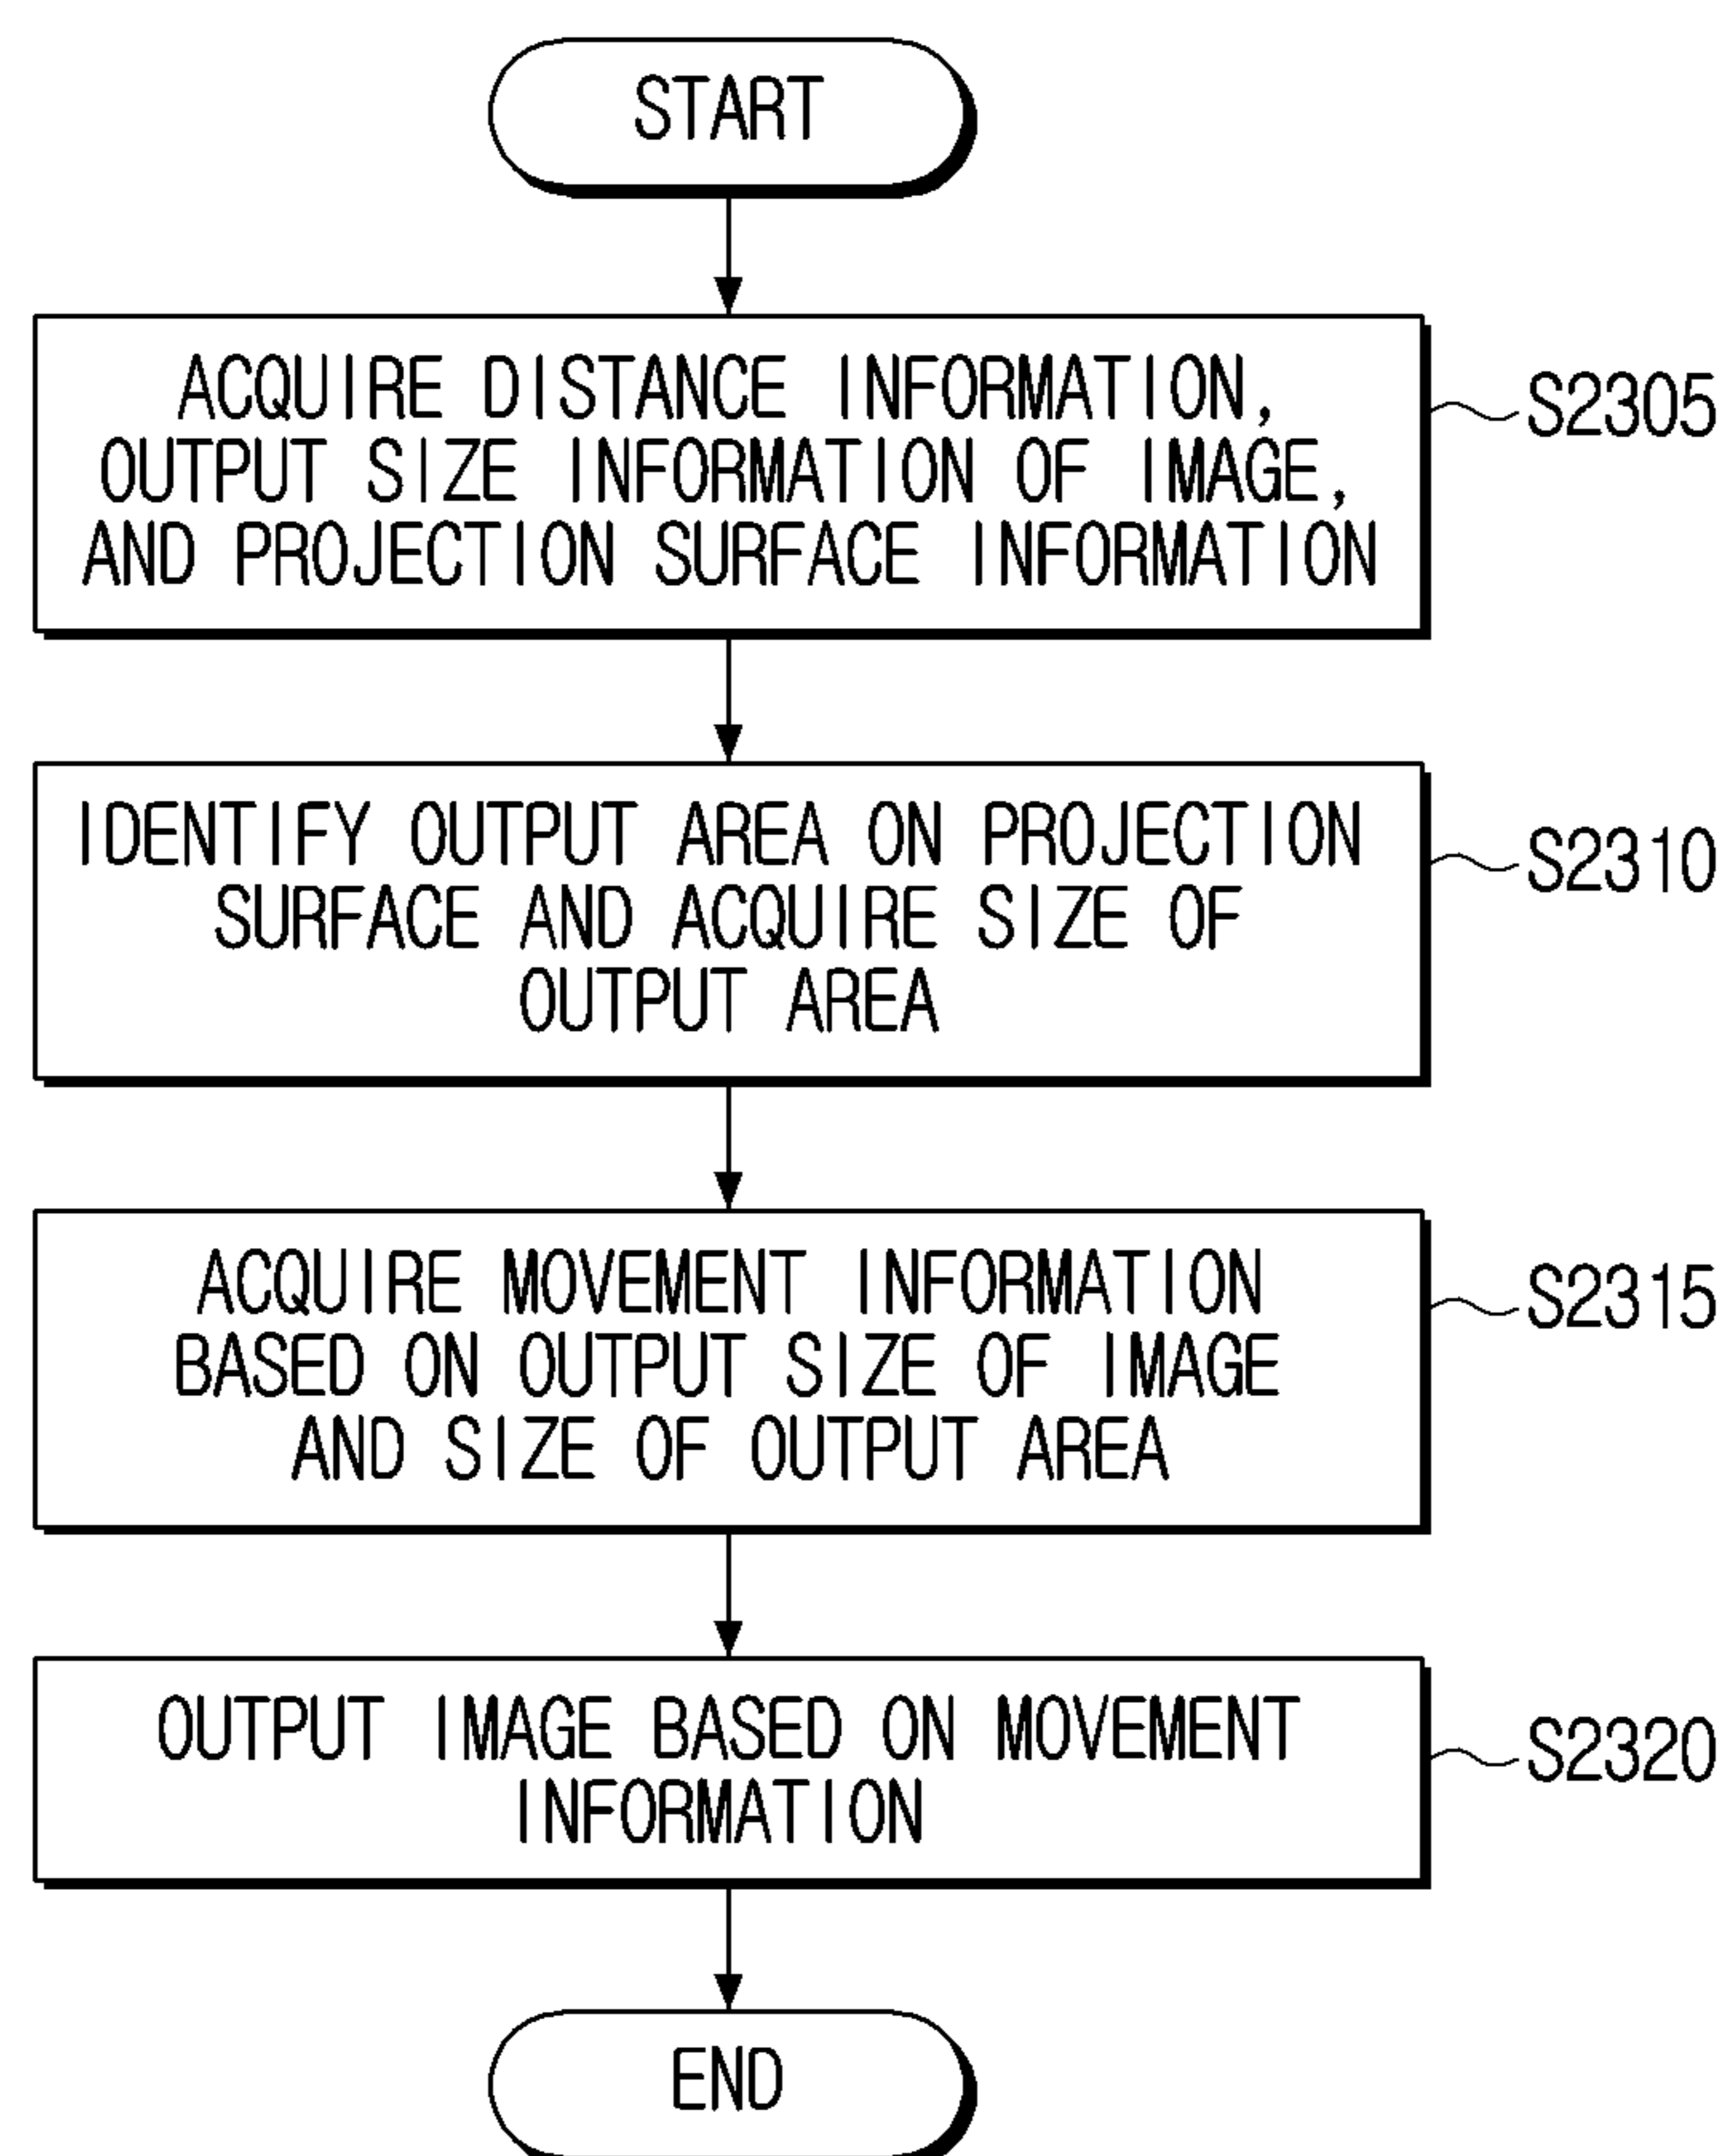 START
ACQUIRE DISTANCE INFORMATION,
OUTPUT SIZE INFORMATION OF IMAGE,
AND PROJECTION SURFACE INFORMATION
S2305
IDENTIFY OUTPUT AREA ON PROJECTION
SURFACE AND ACQUIRE SIZE OF
OUTPUT AREA
S2310
ACQUIRE MOVEMENT INFORMATION
BASED ON OUTPUT SIZE OF IMAGE
AND SIZE OF OUTPUT AREA
S2315
OUTPUT IMAGE BASED ON MOVEMENT
INFORMATION
S2320
END